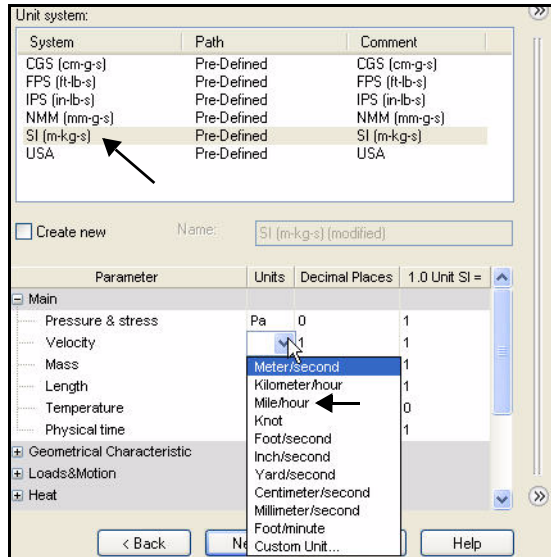 Unit system:
System Path Comment
CGS (cm-g-s) Pre-Defined CGS (cm-g-s)
FPS (ft-lb-s) Pre-Defined FPS (ft-lb-s)
IPS (in-lb-s) Pre-Defined IPS (in-lb-s)
NMM (mm-g-s) Pre-Defined NMM (mm-g-s)
SI (m-kg-s) Pre-Defined SI (m-kg-s)
USA Pre-Defined USA
Create new Name: SI (m-kg-s) (modified)
Parameter Units Decimal Places 1.0 Unit SI =
Main
Pressure & stress Pa 0 1
Velocity 1 1
Mass 1
Length 1
Temperature 0
Physical time 1
Geometrical Characteristic
Loads&Motion
Heat
Meter/second
Kilometer/hour
Mile/hour
Knot
Foot/second
Inch/second
Yard/second
Centimeter/second
Millimeter/second
Foot/minute
Custom Unit...
< Back Ne Help